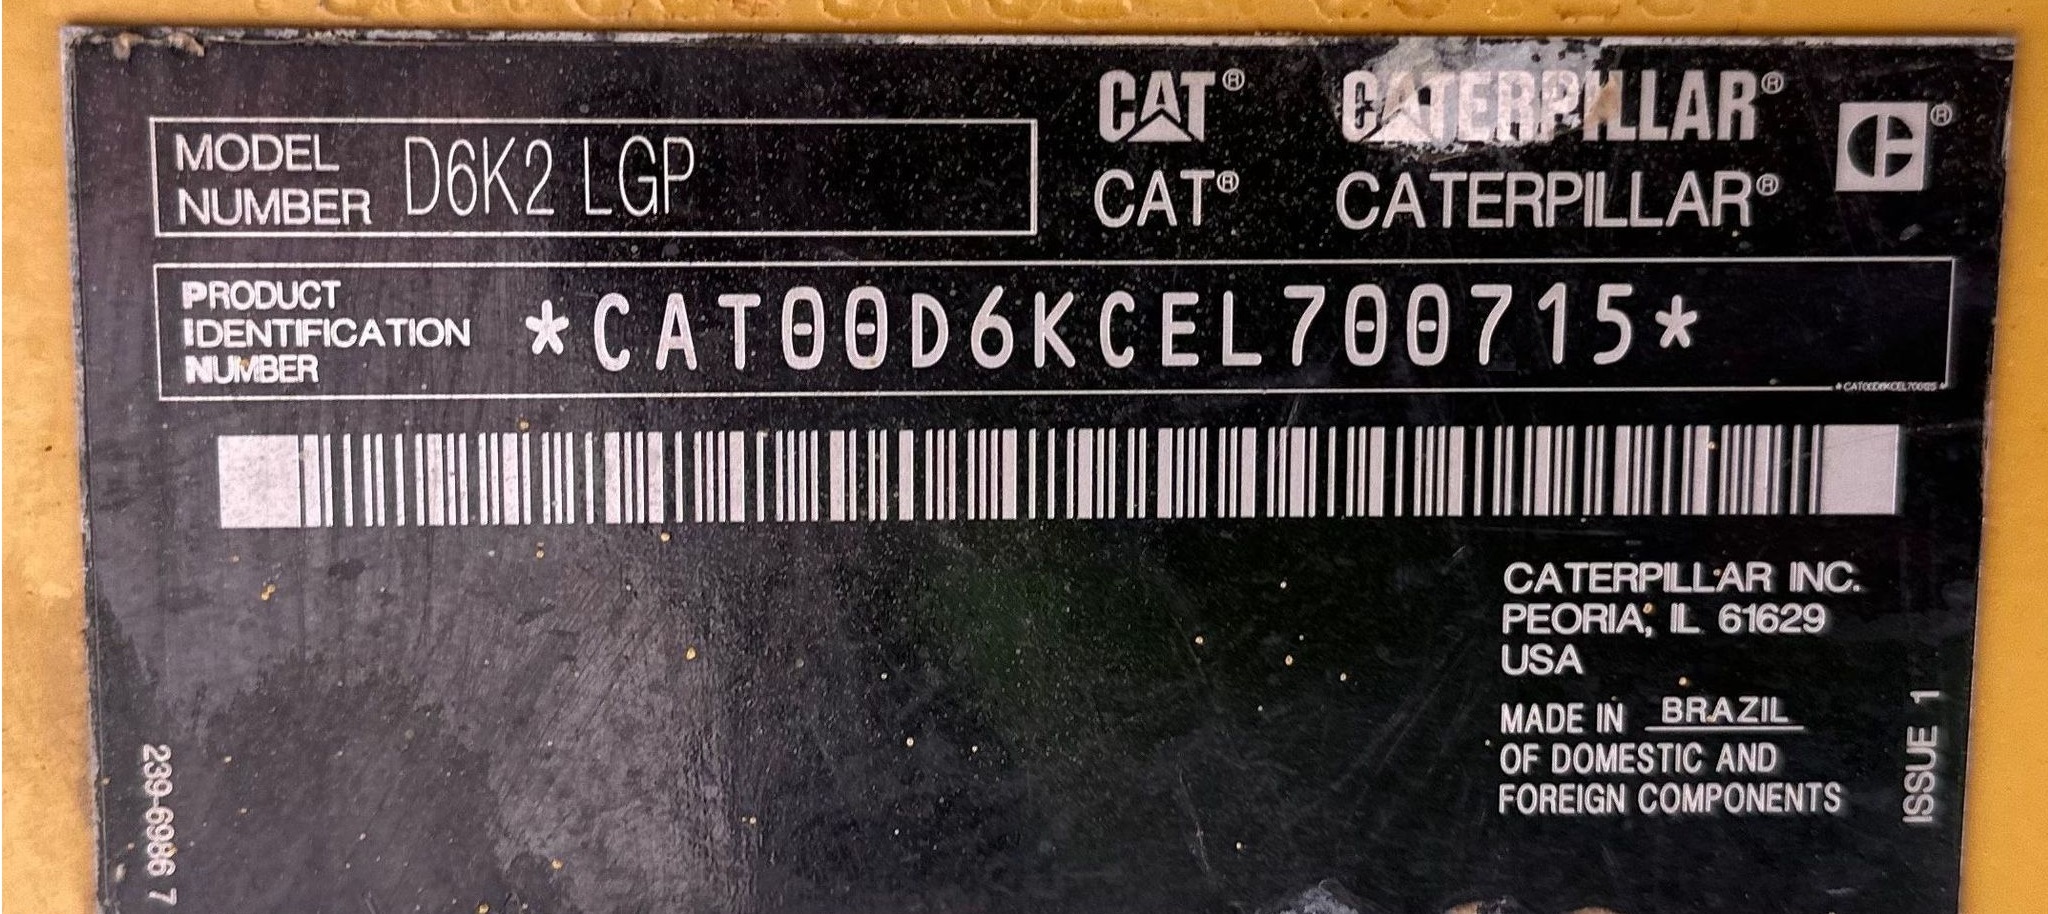 MODEL NUMBER D6K2 LGP
CAT® CATERPILLAR®
CAT® CATERPILLAR®
PRODUCT IDENTIFICATION NUMBER *CAT00D6KCEL700715*
CATERPILLAR INC.
PEORIA, IL 61629
USA
MADE IN BRAZIL
OF DOMESTIC AND
FOREIGN COMPONENTS
ISSUE 1
239-6986 7